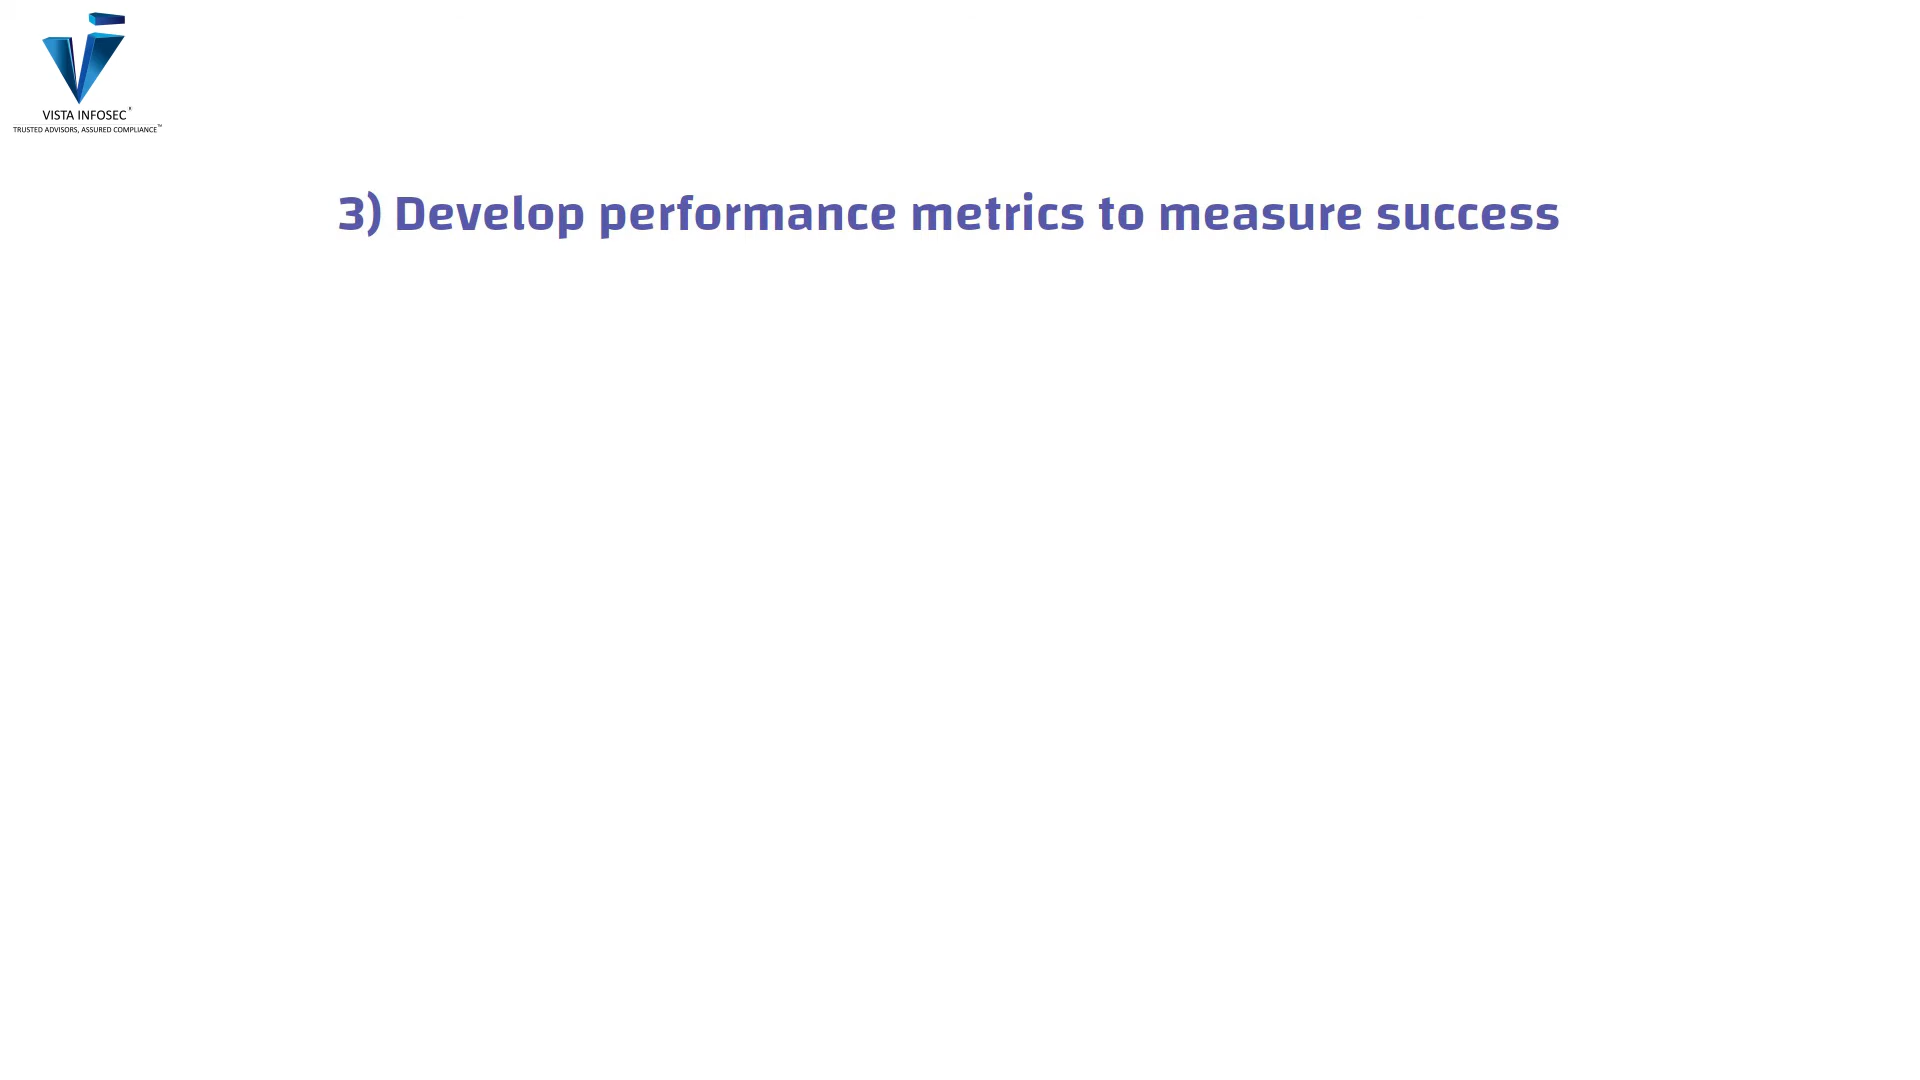 VISTA INFOSEC®
TRUSTED ADVISORS, ASSURED COMPLIANCE™
3) Develop performance metrics to measure success